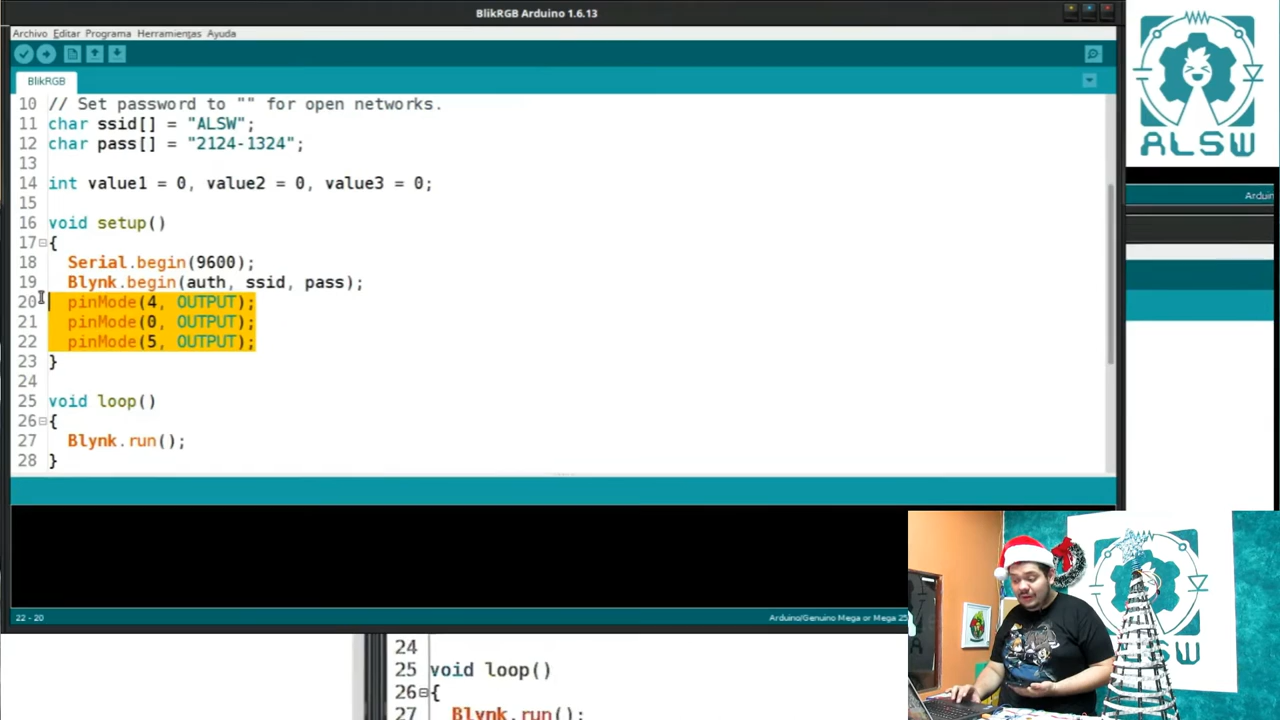 BlikRGB Arduino 1.6.13
Archivo Editar Programa Herramientas Ayuda
BlikRGB
10 // Set password to "" for open networks.
11 char ssid[] = "ALSW";
12 char pass[] = "2124-1324";
13
14 int value1 = 0, value2 = 0, value3 = 0;
15
16 void setup()
17 {
18 Serial.begin(9600);
19 Blynk.begin(auth, ssid, pass);
20 pinMode(4, OUTPUT);
21 pinMode(0, OUTPUT);
22 pinMode(5, OUTPUT);
23 }
24
25 void loop()
26 {
27 Blynk.run();
28 }
22 - 20
Arduino/Genuino Mega or Mega 25
ALSW
Arduin
24
25 void loop()
26 {
27 Blynk.run();